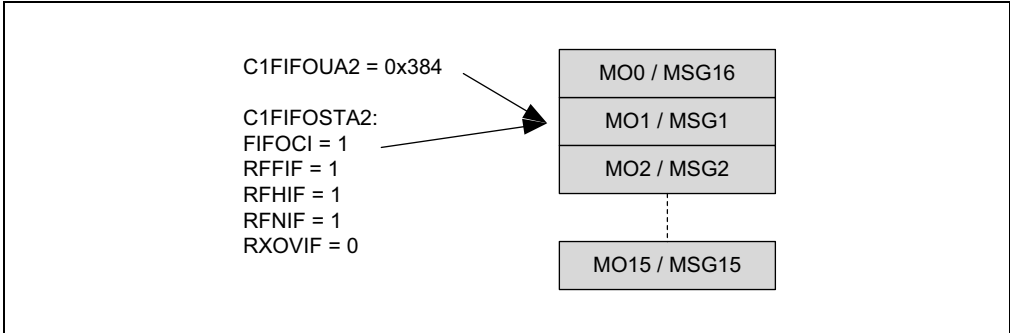 C1FIFOUA2 = 0x384
C1FIFOSTA2:
FIFOCI = 1
RFFIF = 1
RFHIF = 1
RFNIF = 1
RXOVIF = 0
MO0 / MSG16
MO1 / MSG1
MO2 / MSG2
MO15 / MSG15